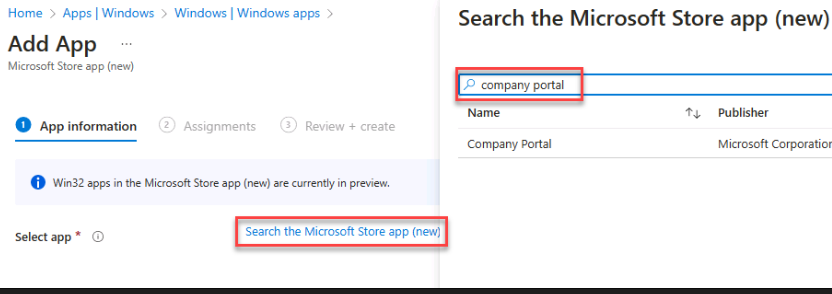 Home > Apps | Windows > Windows | Windows apps >
Add App ...
Microsoft Store app (new)
1 App information 2 Assignments 3 Review + create
Win32 apps in the Microsoft Store app (new) are currently in preview.
Select app * Search the Microsoft Store app (new)
Search the Microsoft Store app (new)
company portal
Name Publisher
Company Portal Microsoft Corporation